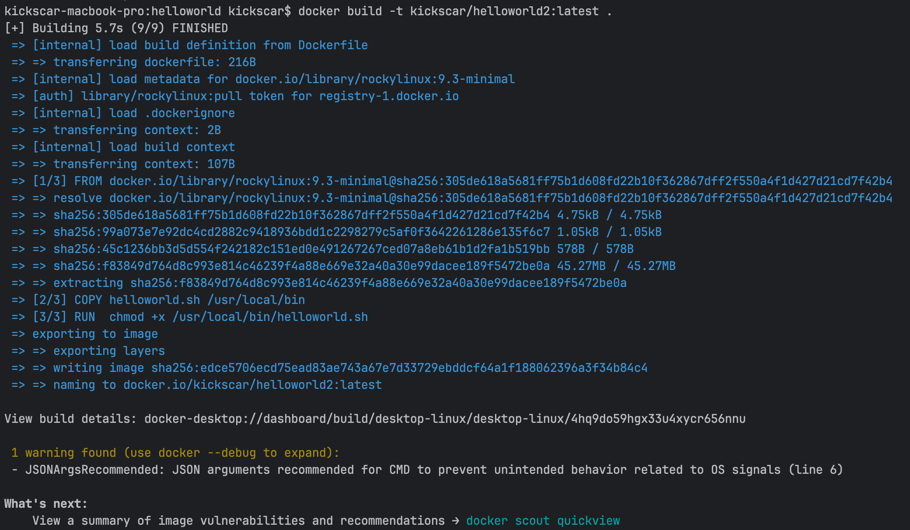 kickscar-macbook-pro:helloworld kickscar$ docker build -t kickscar/helloworld2:latest .
[+] Building 5.7s (9/9) FINISHED
=> [internal] load build definition from Dockerfile
=> => transferring dockerfile: 216B
=> [internal] load metadata for docker.io/library/rockylinux:9.3-minimal
=> [auth] library/rockylinux:pull token for registry-1.docker.io
=> [internal] load .dockerignore
=> => transferring context: 2B
=> [internal] load build context
=> => transferring context: 107B
=> [1/3] FROM docker.io/library/rockylinux:9.3-minimal@sha256:305de618a5681ff75b1d608fd22b10f362867dff2f550a4f1d427d21cd7f42b4
=> => resolve docker.io/library/rockylinux:9.3-minimal@sha256:305de618a5681ff75b1d608fd22b10f362867dff2f550a4f1d427d21cd7f42b4
=> => sha256:305de618a5681ff75b1d608fd22b10f362867dff2f550a4f1d427d21cd7f42b4 4.75kB / 4.75kB
=> => sha256:99a073e7e92dc4cd2882c9418936bdd1c2298279c5af0f3642261286e135f6c7 1.05kB / 1.05kB
=> => sha256:45c1236bb3d5d554f242182c151ed0e491267267ced07a8eb61b1d2fa1b519bb 578B / 578B
=> => sha256:f83849d764d8c993e814c46239f4a88e669e32a40a30e99dacee189f5472be0a 45.27MB / 45.27MB
=> => extracting sha256:f83849d764d8c993e814c46239f4a88e669e32a40a30e99dacee189f5472be0a
=> [2/3] COPY helloworld.sh /usr/local/bin
=> [3/3] RUN  chmod +x /usr/local/bin/helloworld.sh
=> exporting to image
=> => exporting layers
=> => writing image sha256:edce5706ecd75ead83ae743a67e7d33729ebddcf64a1f188062396a3f34b84c4
=> => naming to docker.io/kickscar/helloworld2:latest
View build details: docker-desktop://dashboard/build/desktop-linux/desktop-linux/4hq9do59hgx33u4xycr656nnu
1 warning found (use docker --debug to expand):
- JSONArgsRecommended: JSON arguments recommended for CMD to prevent unintended behavior related to OS signals (line 6)
What's next:
View a summary of image vulnerabilities and recommendations → docker scout quickview